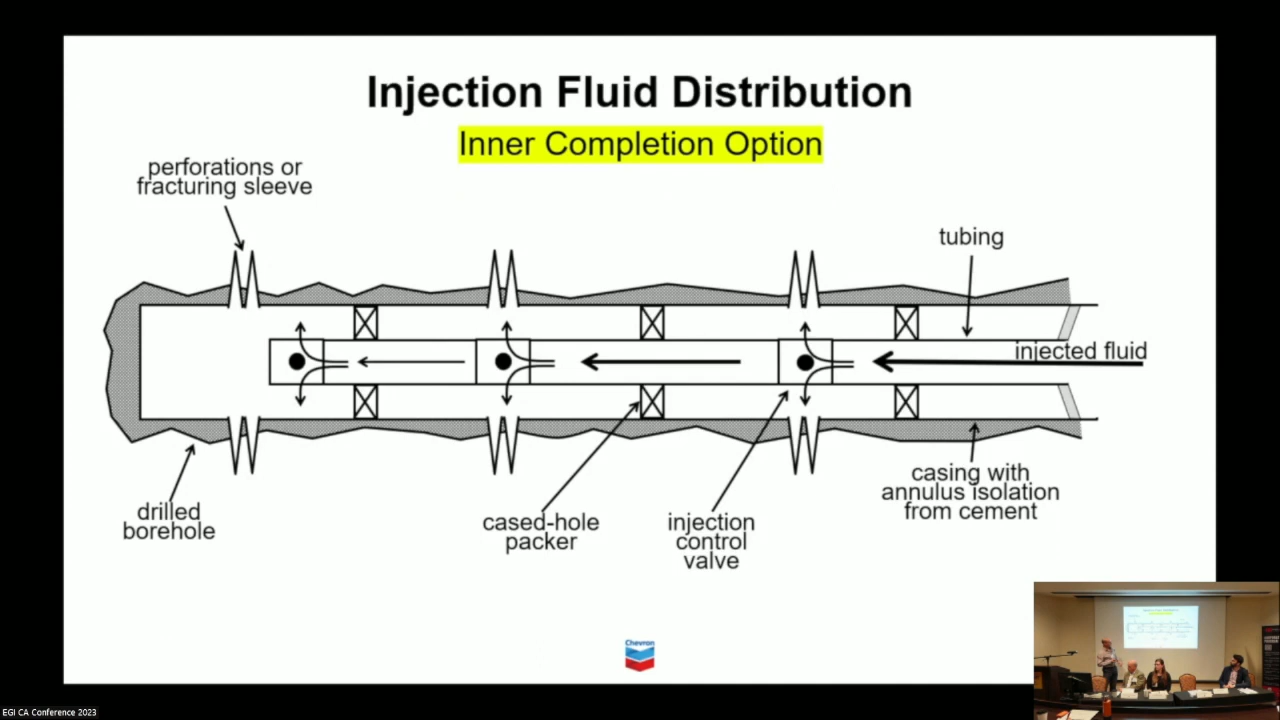 Injection Fluid Distribution
Inner Completion Option
perforations or
fracturing sleeve
tubing
injected fluid
drilled
borehole
cased-hole
packer
injection
control
valve
casing with
annulus isolation
from cement
Chevron
EGI CA Conference 2023